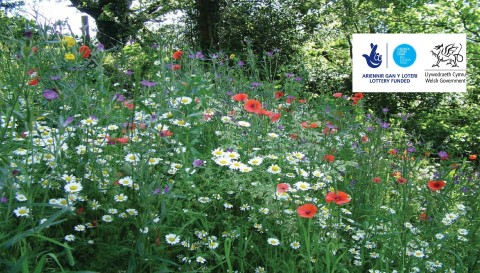 ARIENNIR GAN Y LOTERI
LOTTERY FUNDED
Llywodraeth Cymru
Welsh Government